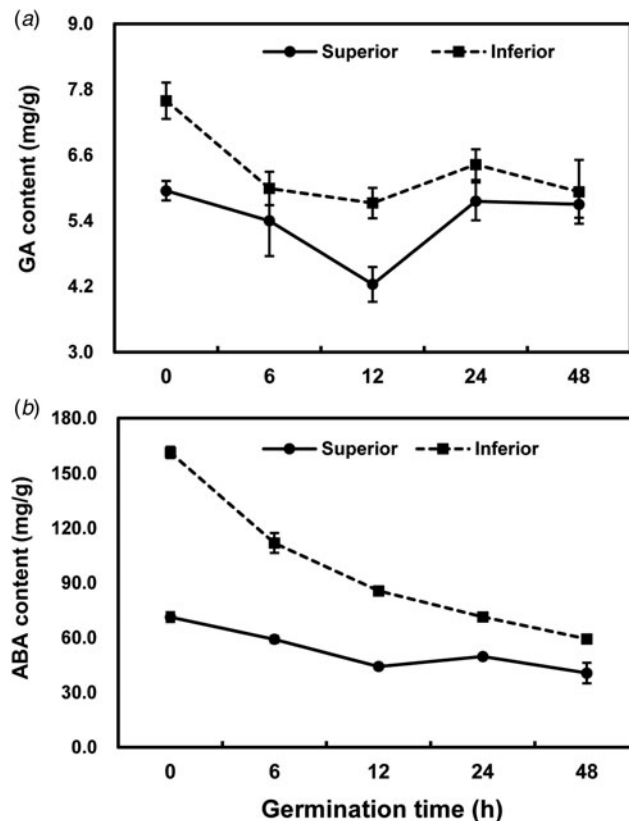 (a)
9.0
Superior
Inferior
7.8
6.6
5.4
4.2
3.0
GA content (mg/g)
0 6 12 24 48
(b)
180.0
Superior
Inferior
150.0
120.0
90.0
60.0
30.0
0.0
ABA content (mg/g)
0 6 12 24 48
Germination time (h)